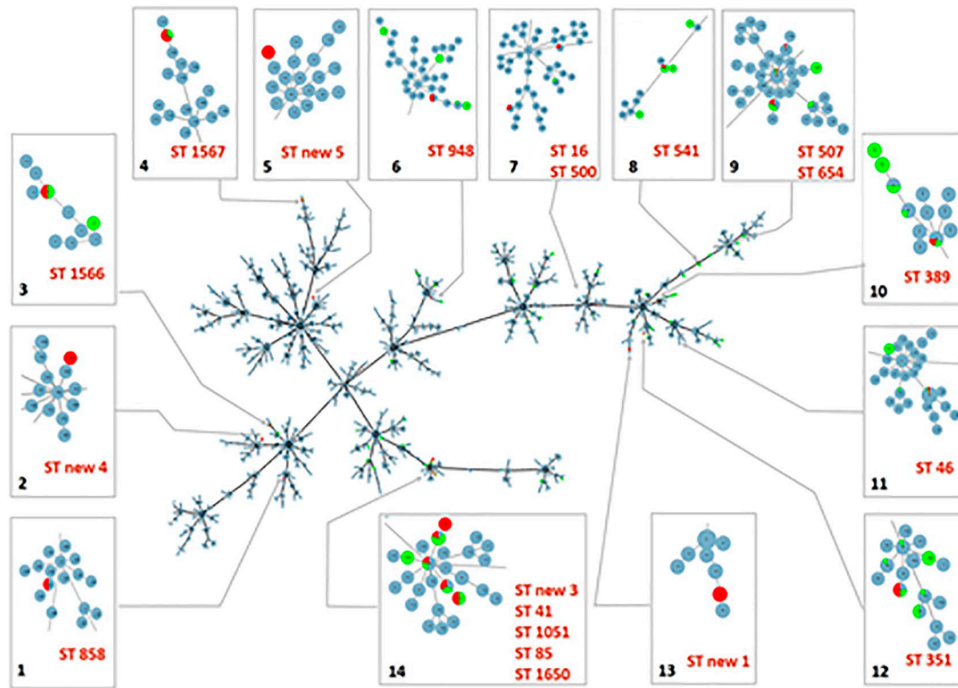 4
ST 1567
5
ST new 5
6
ST 948
7
ST 16
ST 500
8
ST 541
9
ST 507
ST 654
3
ST 1566
10
ST 389
2
ST new 4
11
ST 46
1
ST 858
14
ST new 3
ST 41
ST 1051
ST 85
ST 1650
13
ST new 1
12
ST 351